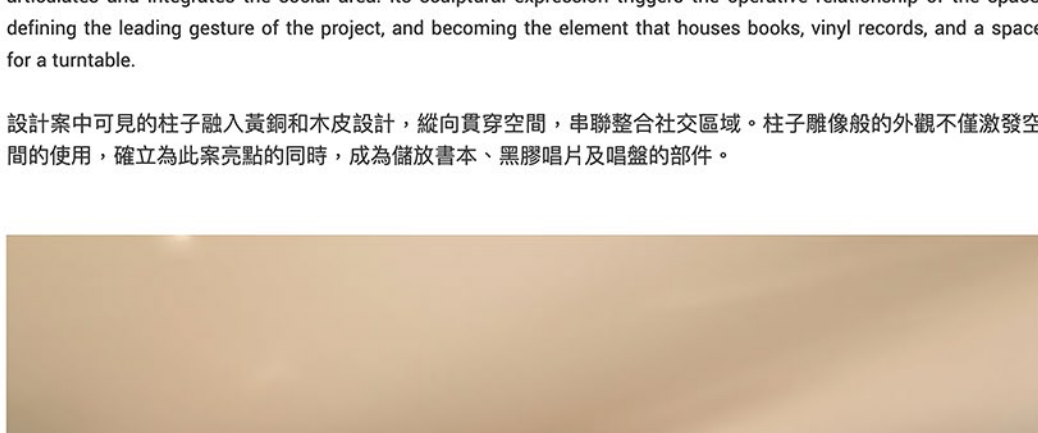 articulates and integrates the social area. Its sculptural expression triggers the operative relationship of the space
defining the leading gesture of the project, and becoming the element that houses books, vinyl records, and a space
for a turntable.
設計案中可見的柱子融入黃銅和木皮設計，縱向貫穿空間，串聯整合社交區域。柱子雕像般的外觀不僅激發空
間的使用，確立為此案亮點的同時，成為儲放書本、黑膠唱片及唱盤的部件。